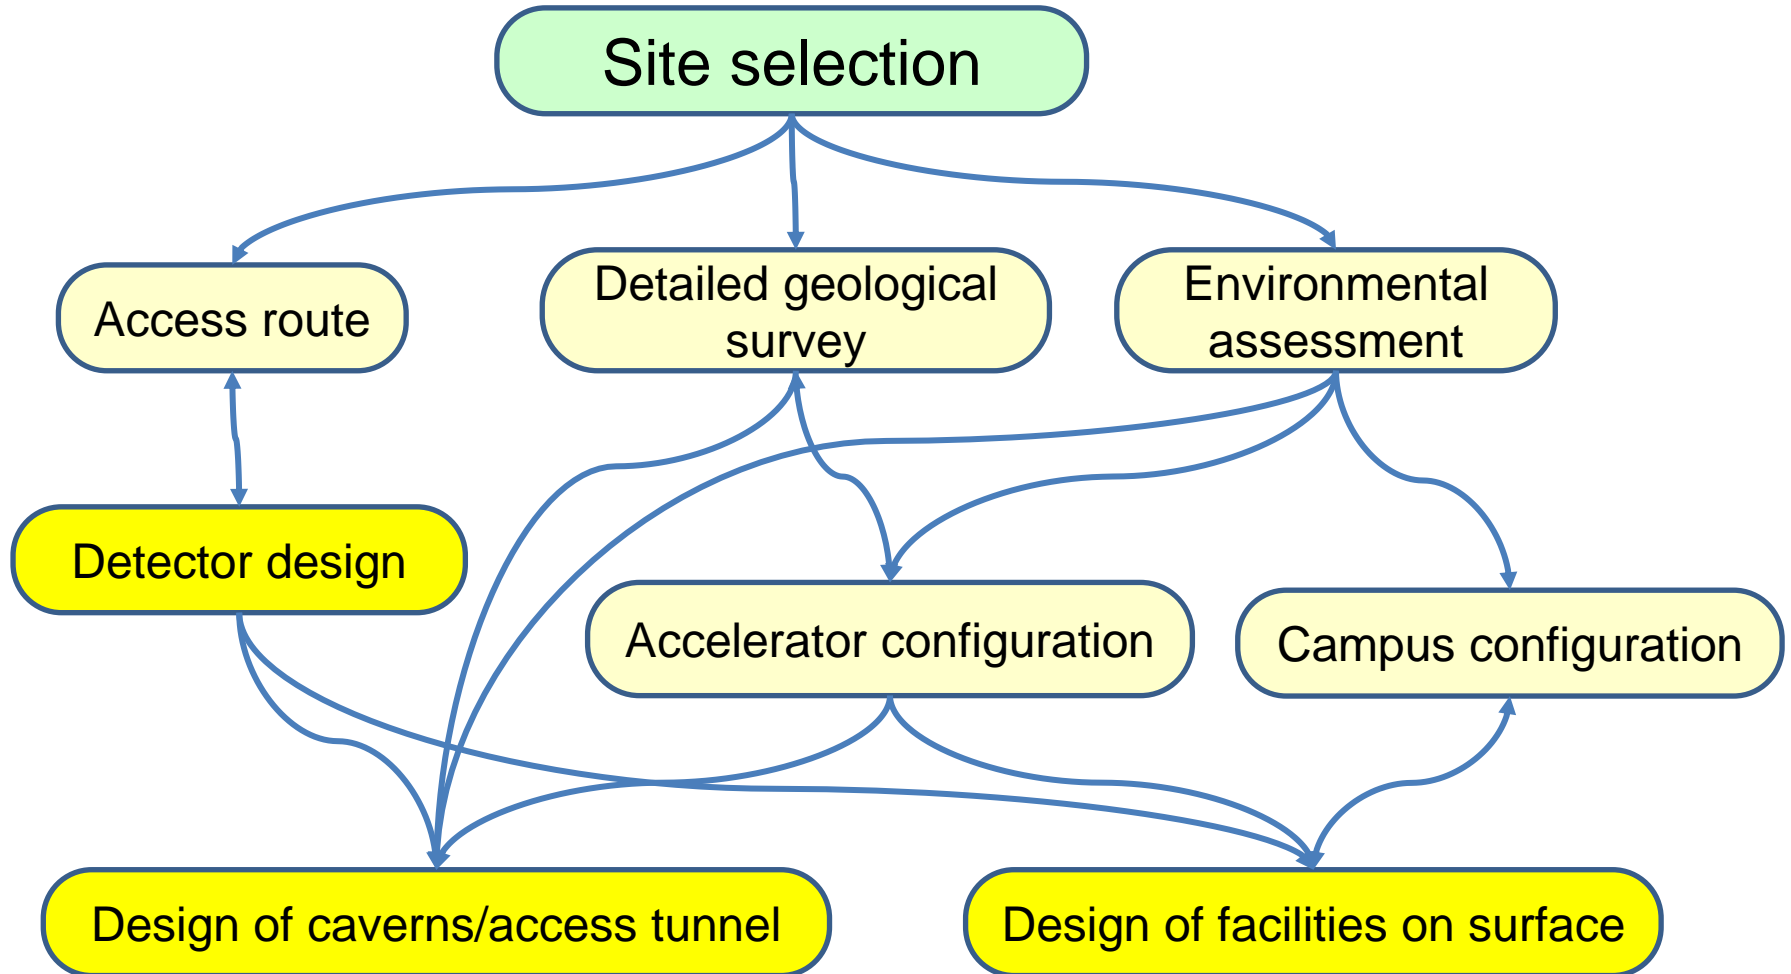 Site selection
Access route
Detailed geological
survey
Environmental
assessment
Detector design
Accelerator configuration
Campus configuration
Design of caverns/access tunnel
Design of facilities on surface